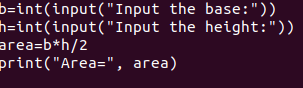 b=int(input("Input the base:"))
h=int(input("Input the height:"))
area=b*h/2
print("Area=", area)